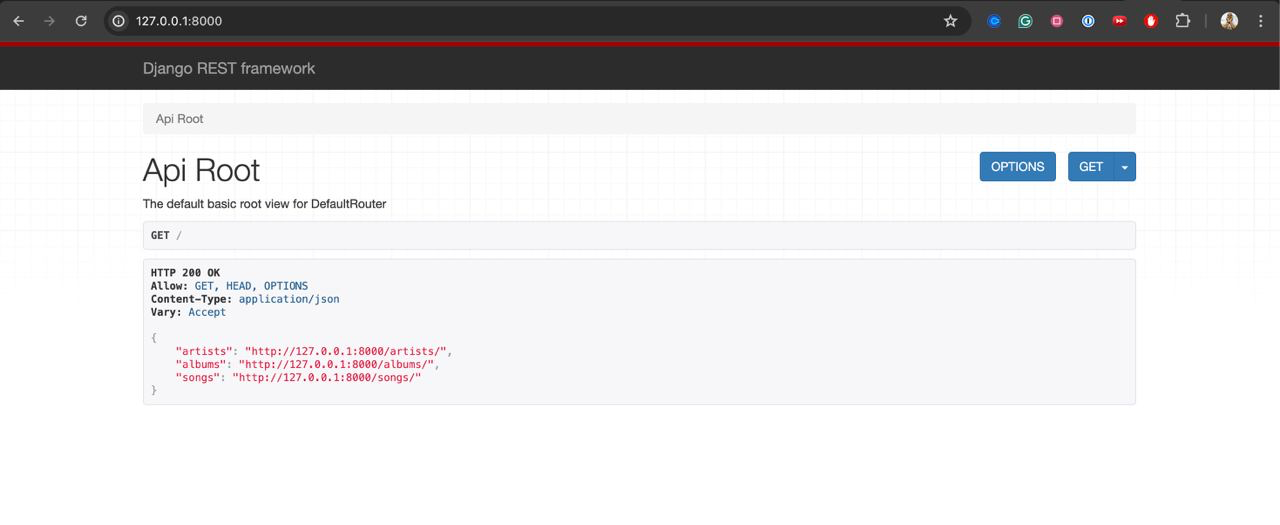 127.0.0.1:8000
Django REST framework
Api Root
Api Root
OPTIONS
GET
The default basic root view for DefaultRouter
GET /
HTTP 200 OK
Allow: GET, HEAD, OPTIONS
Content-Type: application/json
Vary: Accept
{
    "artists": "http://127.0.0.1:8000/artists/",
    "albums": "http://127.0.0.1:8000/albums/",
    "songs": "http://127.0.0.1:8000/songs/"
}